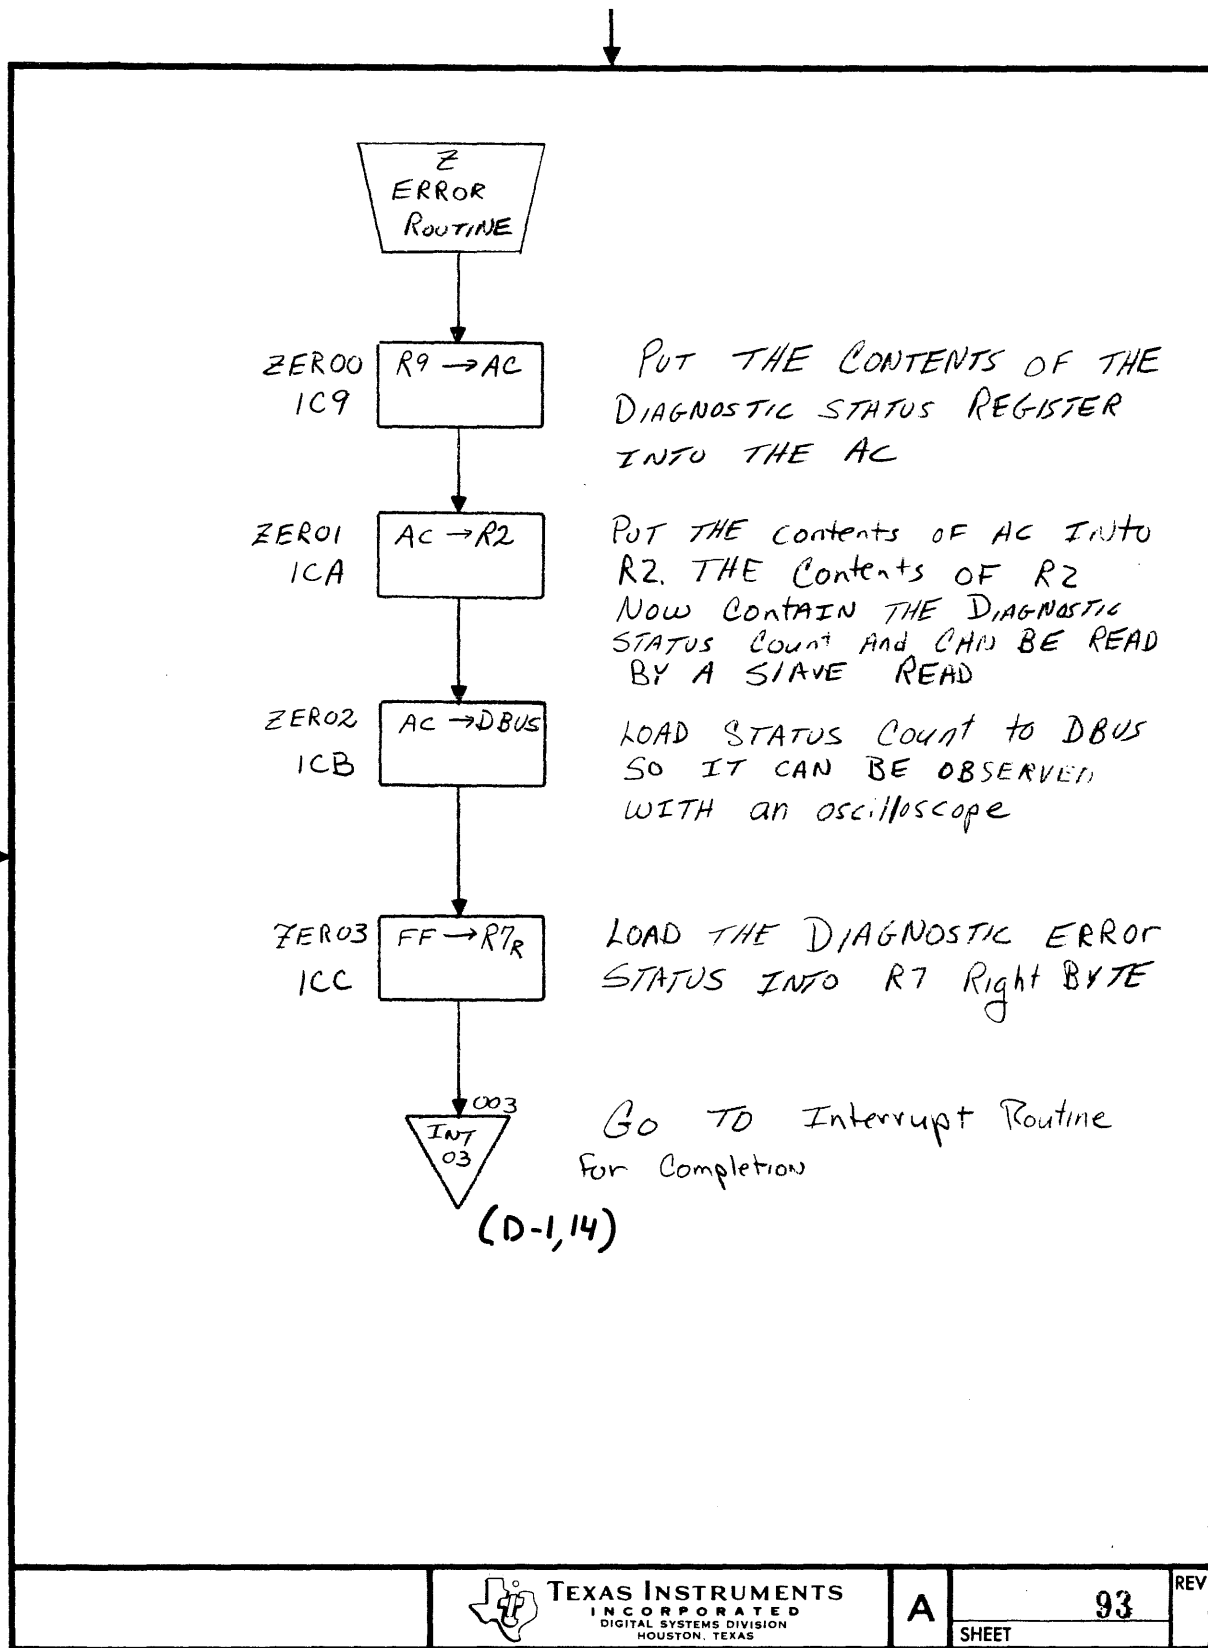 Z
ERROR
ROUTINE
ZER00
1C9
R9 → AC
PUT THE CONTENTS OF THE
DIAGNOSTIC STATUS REGISTER
INTO THE AC
ZER01
1CA
AC → R2
PUT THE Contents OF AC INto
R2. THE Contents OF R2
NOW CONTAIN THE DIAGNOSTIC
STATUS Count And CAN BE READ
BY A SlAVE READ
ZER02
1CB
AC → DBUS
LOAD STATUS Count to DBUS
SO IT CAN BE OBSERVED
WITH an oscilloscope
ZER03
1CC
FF → R7R
LOAD THE DIAGNOSTIC ERROr
STATUS INTO R7 Right BYTE
003
INT
03
Go TO Interrupt Routine
For Completion
(D-1,14)
TEXAS INSTRUMENTS
INCORPORATED
DIGITAL SYSTEMS DIVISION
HOUSTON, TEXAS
A
93
SHEET
REV